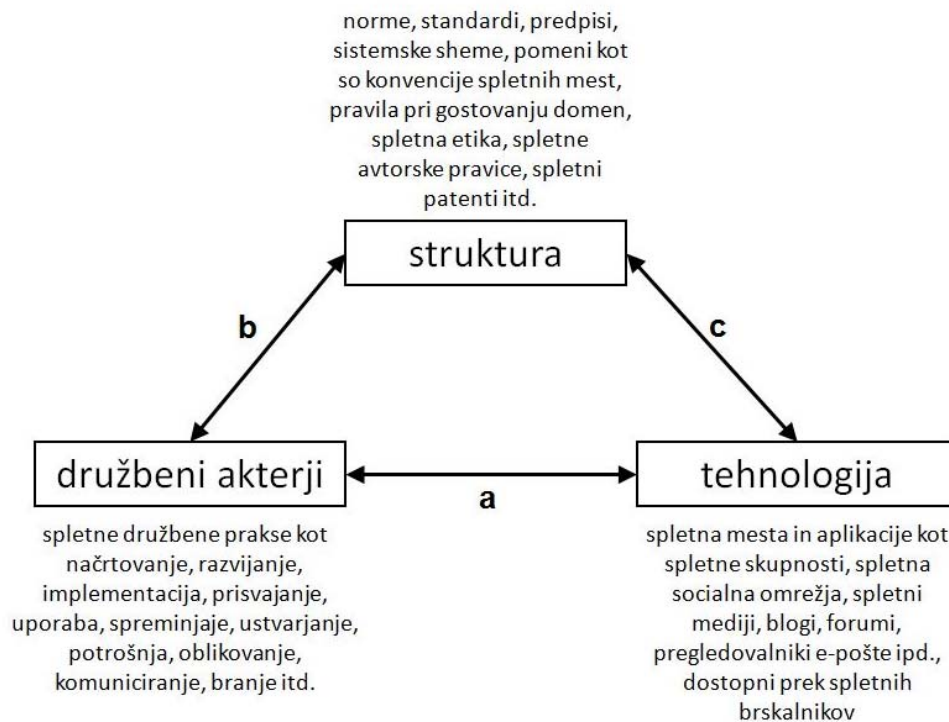 norme, standardi, predpisi,
sistemske sheme, pomeni kot
so konvencije spletnih mest,
pravila pri gostovanju domen,
spletna etika, spletne
avtorske pravice, spletni
patenti itd.
struktura
b
c
družbeni akterji
a
tehnologija
spletne družbene prakse kot
načrtovanje, razvijanje,
implementacija, prisvajanje,
uporaba, spreminjaje, ustvarjanje,
potrošnja, oblikovanje,
komuniciranje, branje itd.
spletna mesta in aplikacije kot
spletne skupnosti, spletna
socialna omrežja, spletni
mediji, blogi, forumi,
pregledovalniki e-pošte ipd.,
dostopni prek spletnih
brskalnikov